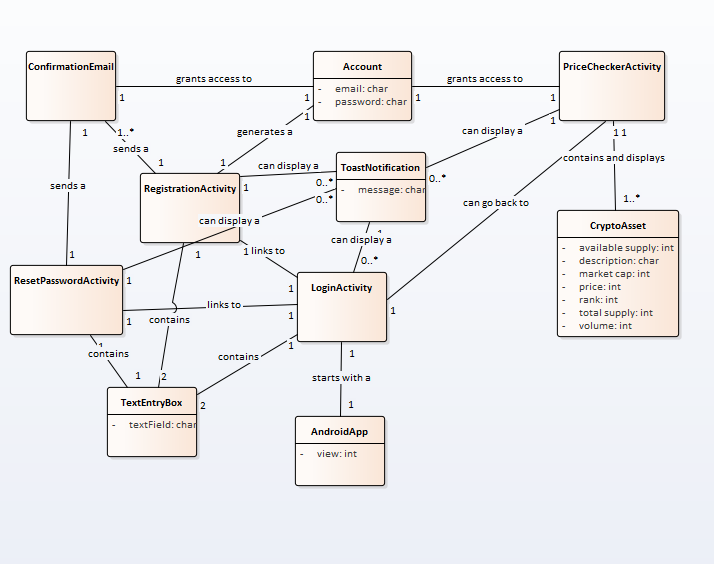 ConfirmationEmail
Account
- email: char
- password: char
PriceCheckerActivity
grants access to
grants access to
1
1
1
1
1
1..*
sends a
generates a
1
1
1
can display a
can display a
1
1 1
ToastNotification
- message: char
0..*
0..*
0..*
RegistrationActivity
1
contains and displays
1..*
sends a
can display a
can go back to
CryptoAsset
- available supply: int
- description: char
- market cap: int
- price: int
- rank: int
- total supply: int
- volume: int
1
can display a
0..*
1
1 links to
1
ResetPasswordActivity
1
1
LoginActivity
1
links to
1
1
1
contains
1
contains
contains
1
1
1 2
starts with a
TextEntryBox
- textField: char
2
1
AndroidApp
- view: int